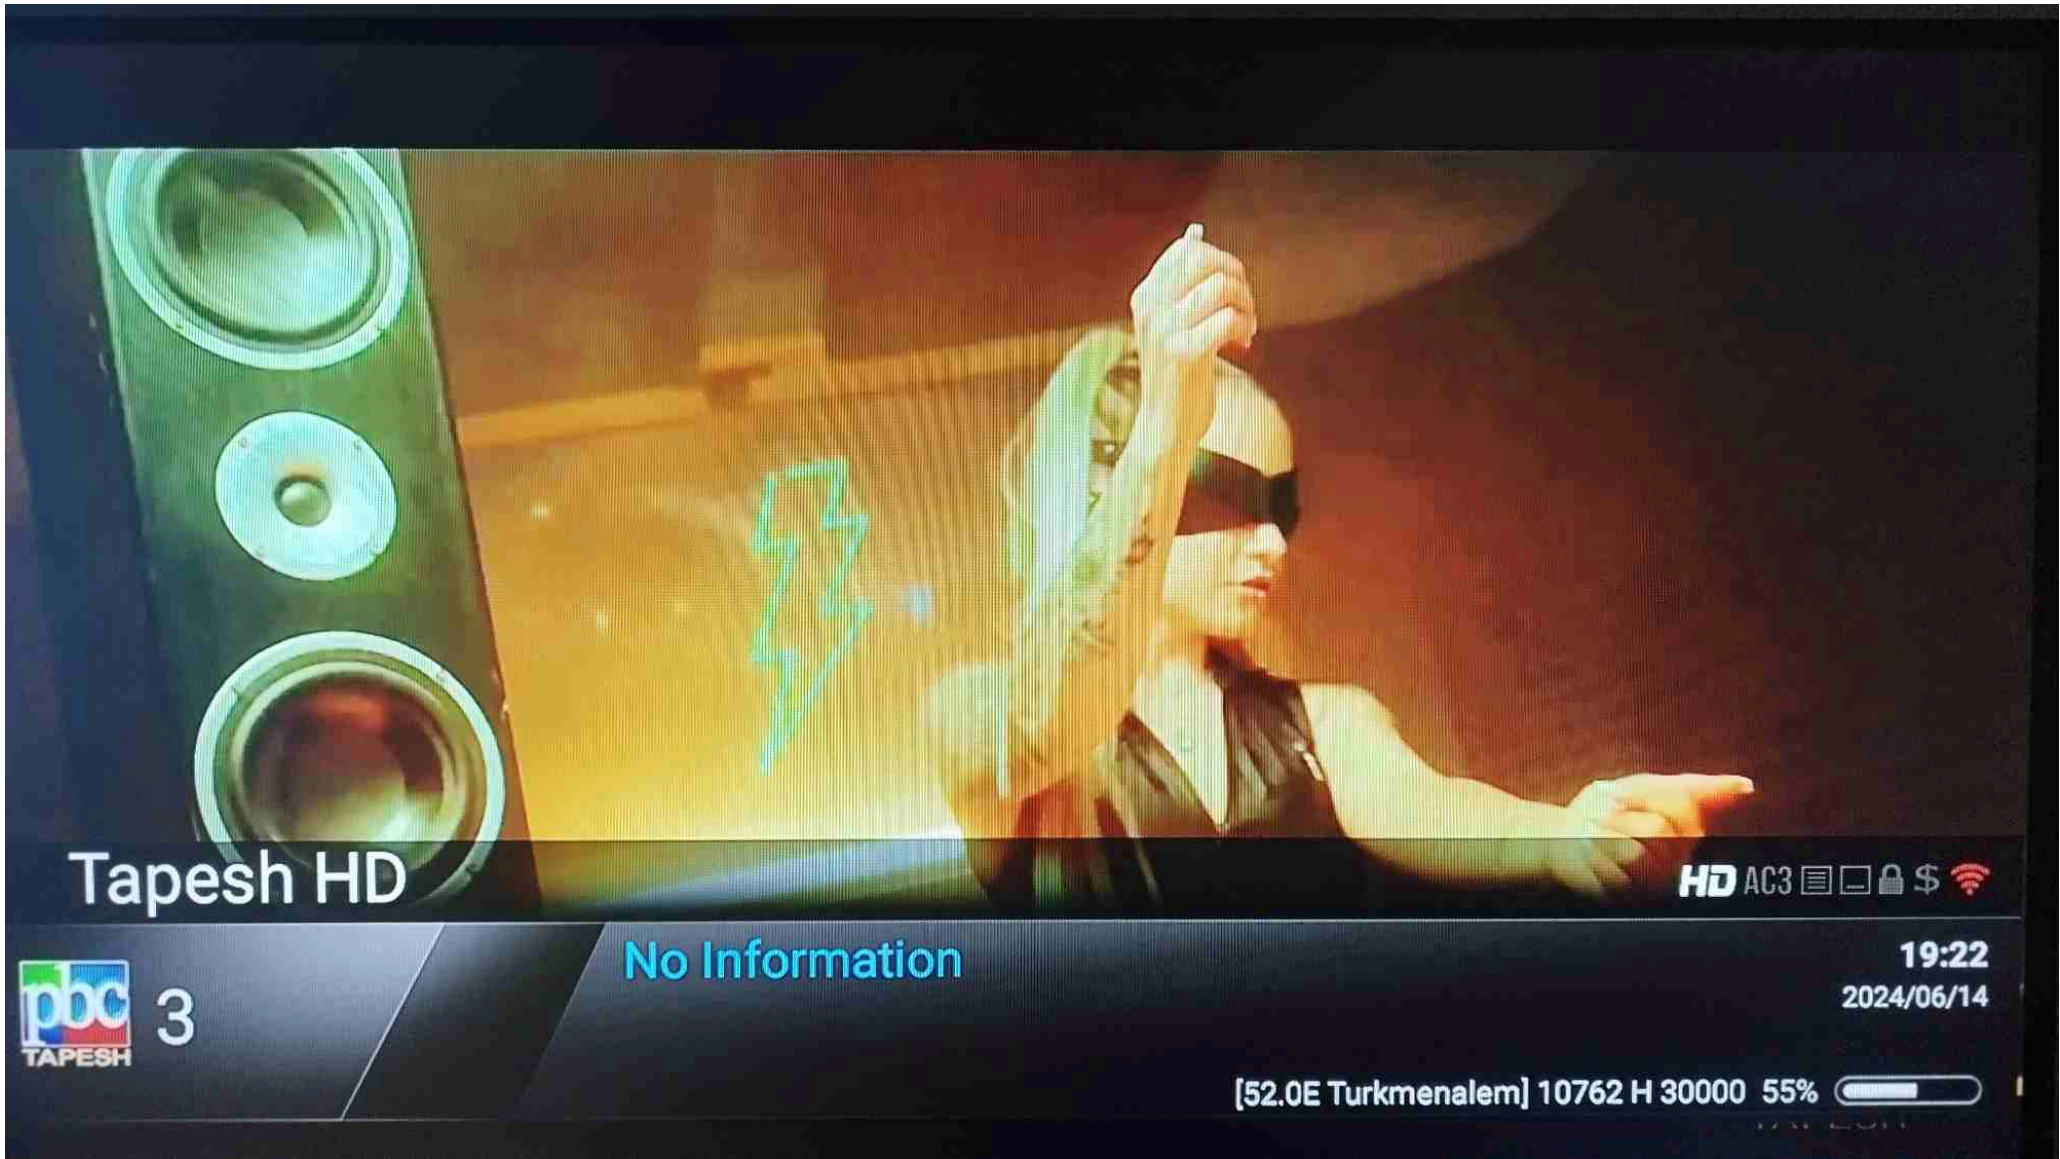 Tapesh HD
HD AC3 $
No Information
19:22
2024/06/14
pbc
TAPESH
3
[52.0E Turkmenalem] 10762 H 30000 55%
TAPESH